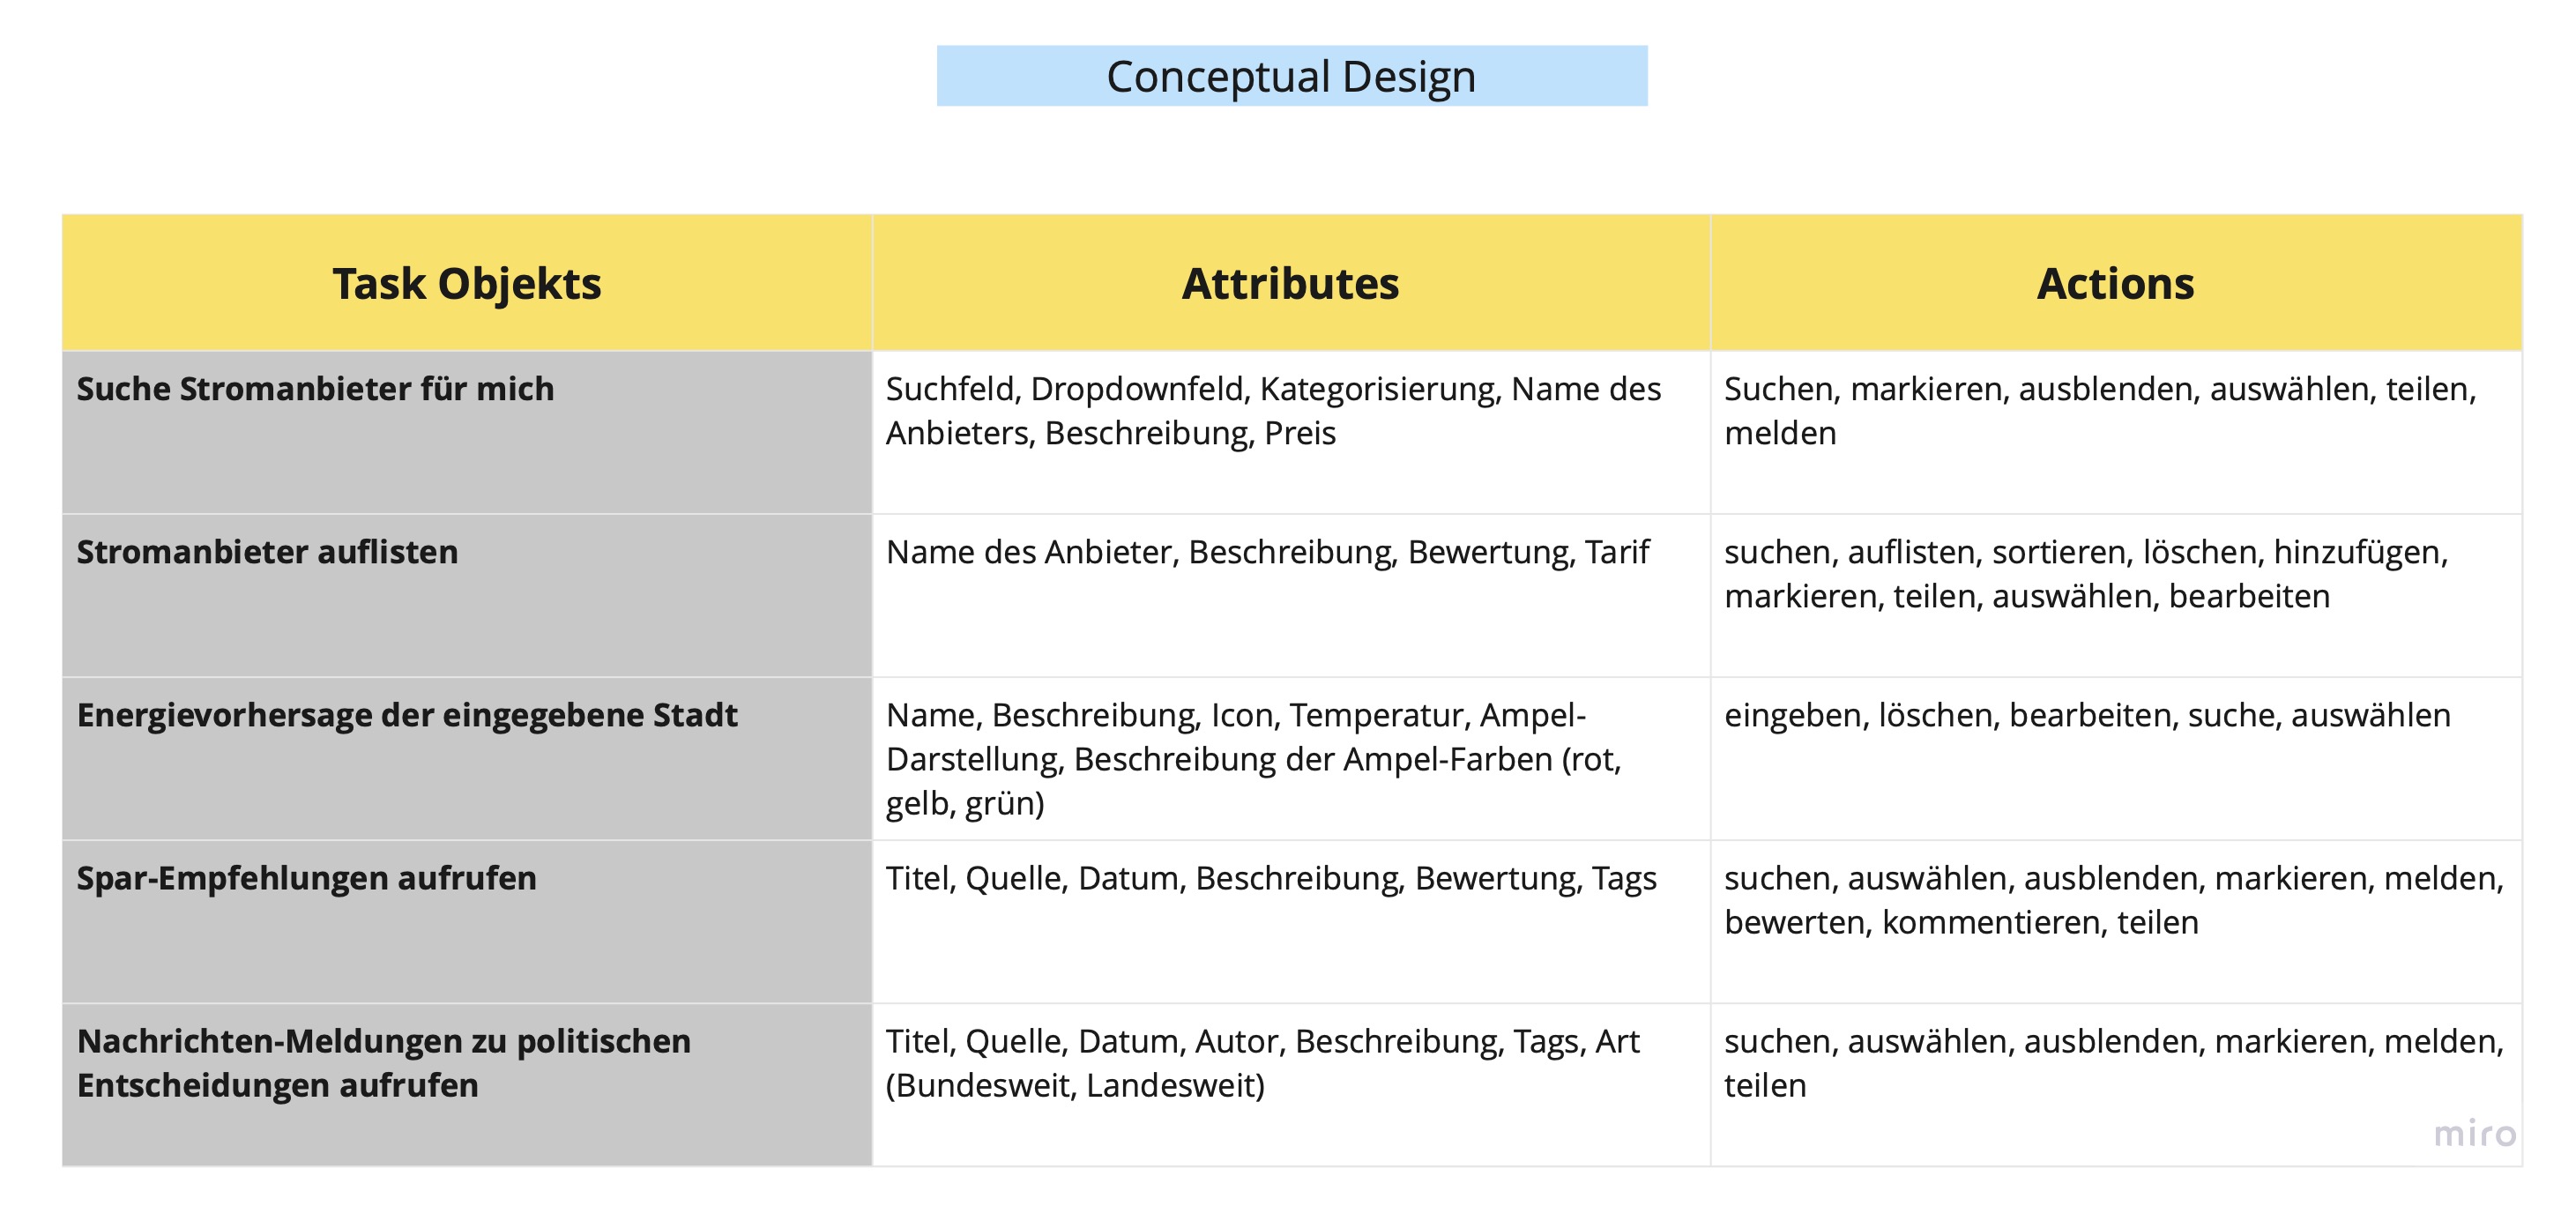 Conceptual Design
Task Objekts
Attributes
Actions
Suche Stromanbieter für mich
Suchfeld, Dropdownfeld, Kategorisierung, Name des
Anbieters, Beschreibung, Preis
Suchen, markieren, ausblenden, auswählen, teilen,
melden
Stromanbieter auflisten
Name des Anbieter, Beschreibung, Bewertung, Tarif
suchen, auflisten, sortieren, löschen, hinzufügen,
markieren, teilen, auswählen, bearbeiten
Energievorhersage der eingegebene Stadt
Name, Beschreibung, Icon, Temperatur, Ampel-
Darstellung, Beschreibung der Ampel-Farben (rot,
gelb, grün)
eingeben, löschen, bearbeiten, suche, auswählen
Spar-Empfehlungen aufrufen
Titel, Quelle, Datum, Beschreibung, Bewertung, Tags
suchen, auswählen, ausblenden, markieren, melden,
bewerten, kommentieren, teilen
Nachrichten-Meldungen zu politischen
Entscheidungen aufrufen
Titel, Quelle, Datum, Autor, Beschreibung, Tags, Art
(Bundesweit, Landesweit)
suchen, auswählen, ausblenden, markieren, melden,
teilen
miro